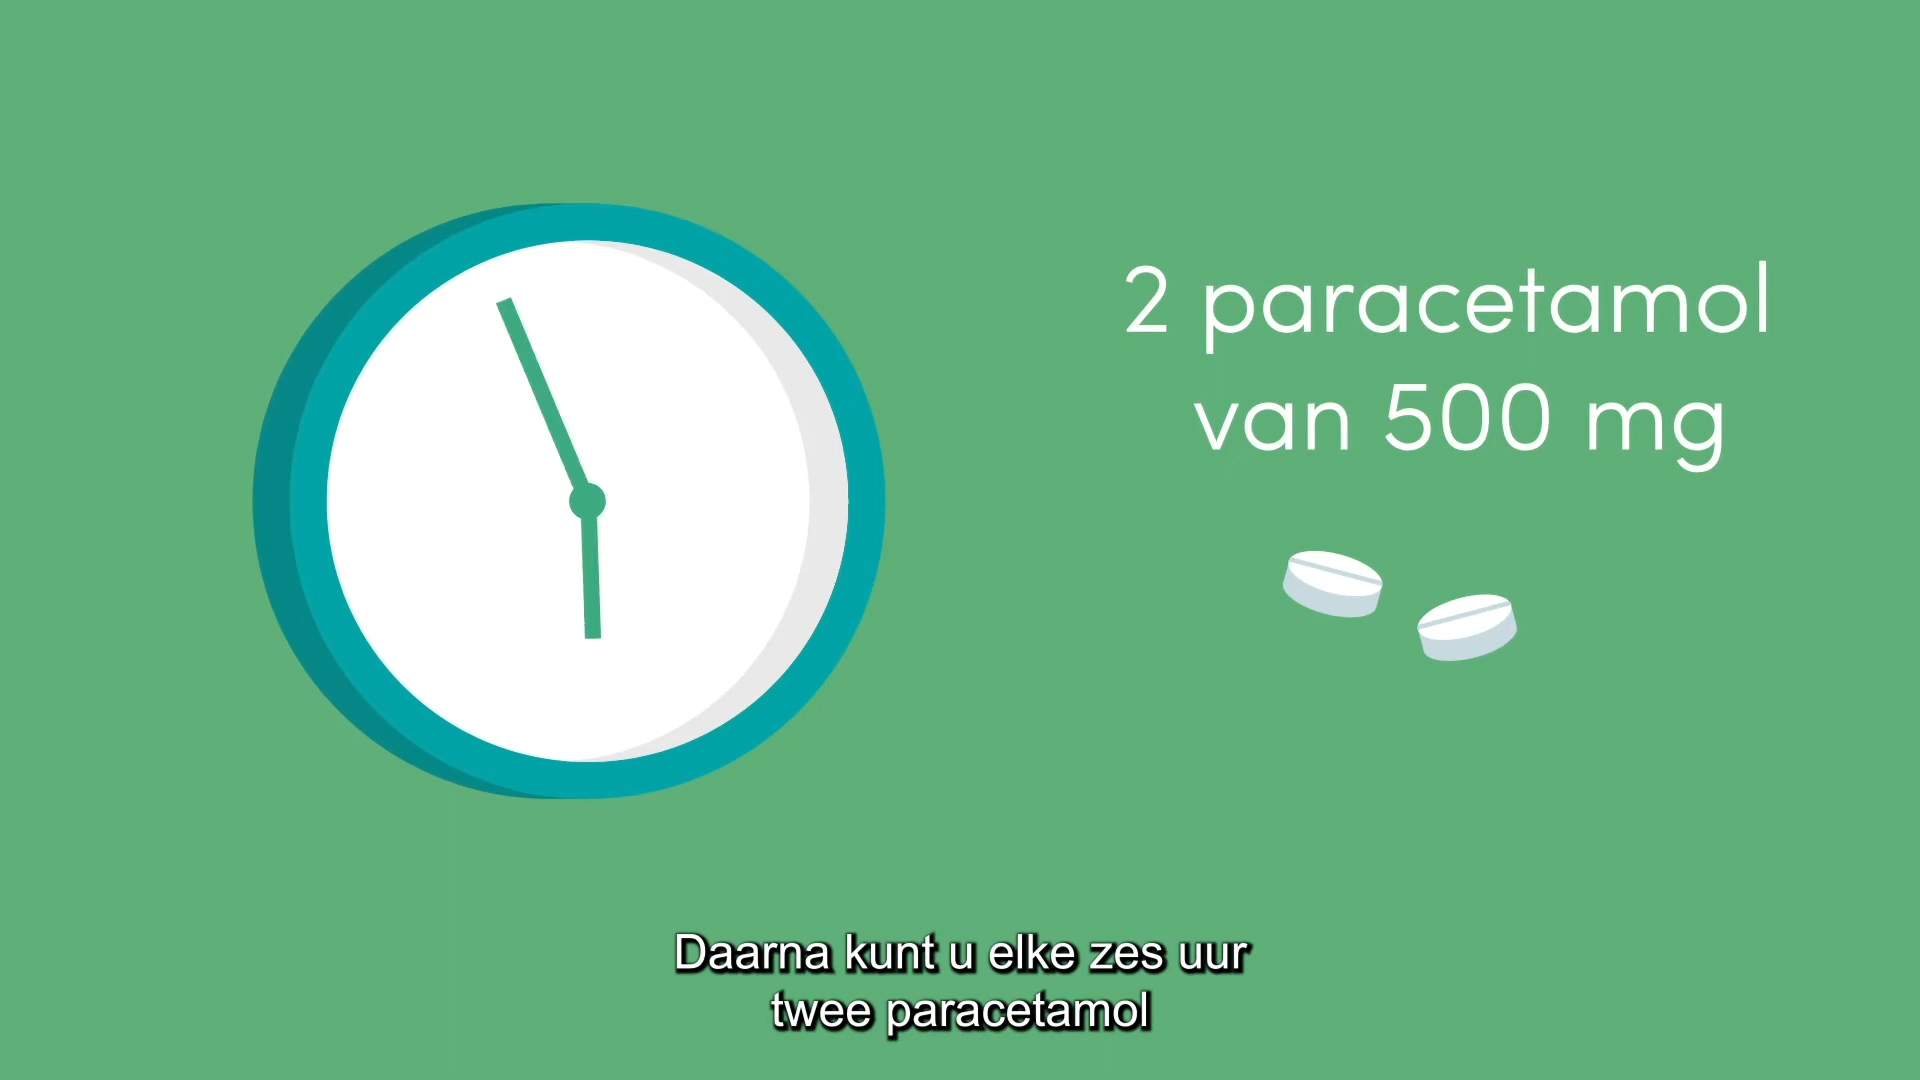 2 paracetamol
van 500 mg
Daarna kunt u elke zes uur
twee paracetamol